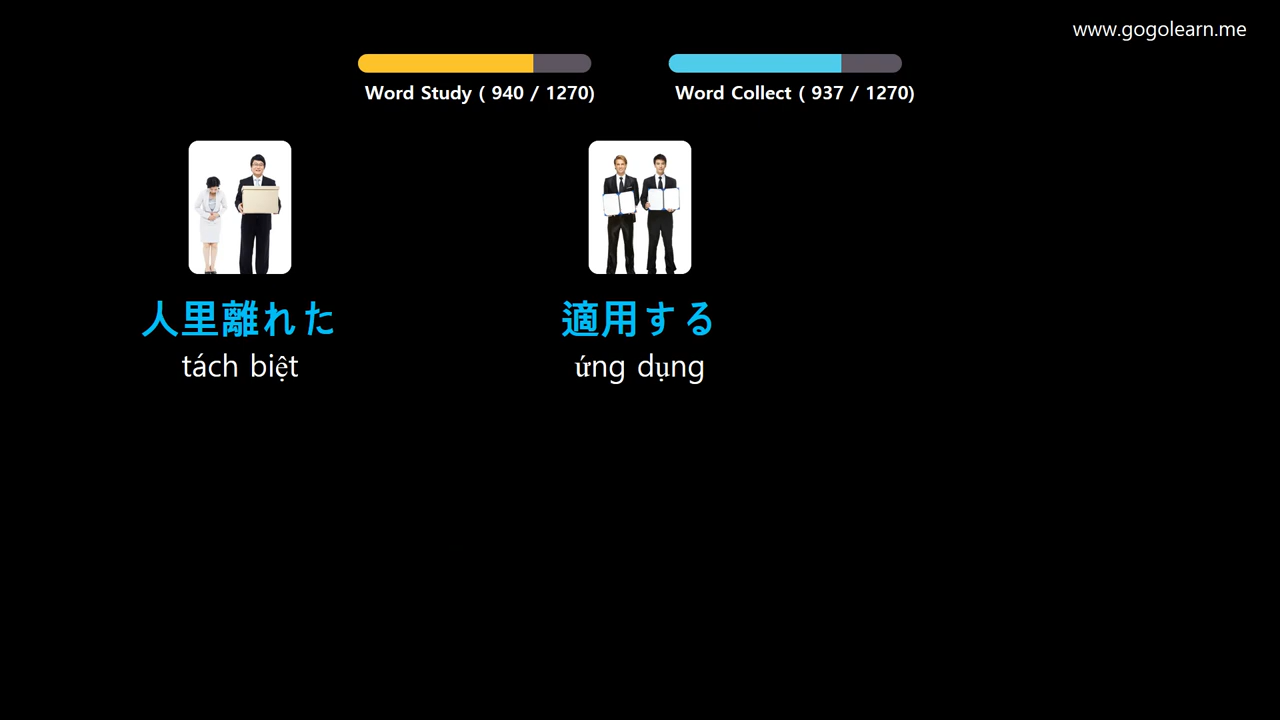 www.gogolearn.me
Word Study ( 940 / 1270)
Word Collect ( 937 / 1270)
人里離れた
tách biệt
適用する
ứng dụng